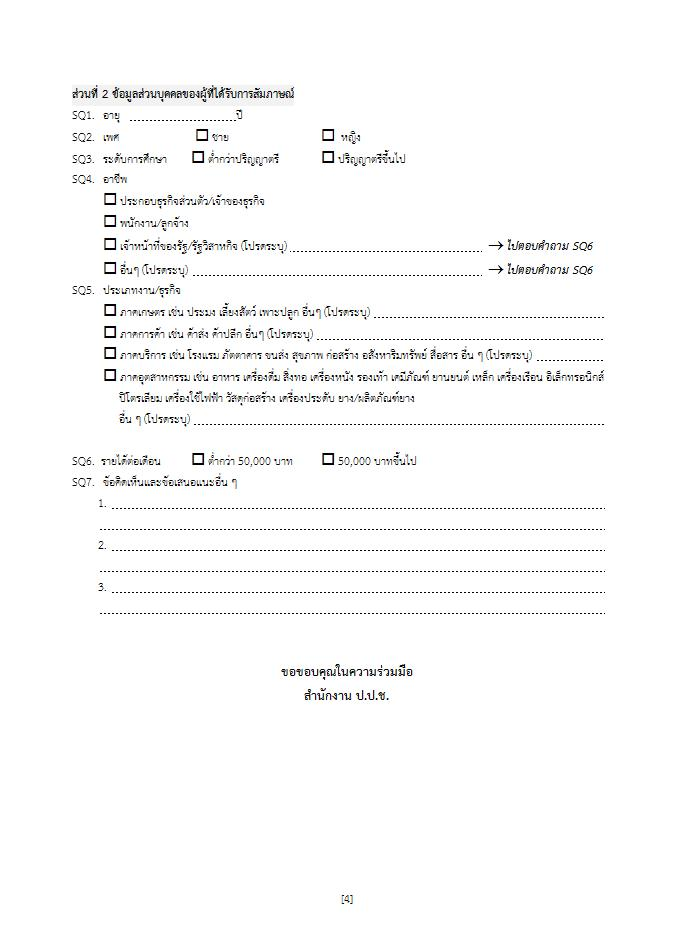 ส่วนที่ 2 ข้อมูลส่วนบุคคลของผู้ที่ได้รับการสัมภาษณ์
SQ1. อายุ ................................ปี
SQ2. เพศ ☐ ชาย ☐ หญิง
SQ3. ระดับการศึกษา ☐ ต่ำกว่าปริญญาตรี ☐ ปริญญาตรีขึ้นไป
SQ4. อาชีพ
☐ ประกอบธุรกิจส่วนตัว/เจ้าของธุรกิจ
☐ พนักงาน/ลูกจ้าง
☐ เจ้าหน้าที่ของรัฐ/รัฐวิสาหกิจ (โปรดระบุ)................................ → ไปตอบคำถาม SQ6
☐ อื่นๆ (โปรดระบุ) ................................ → ไปตอบคำถาม SQ6
SQ5. ประเภทงาน/ธุรกิจ
☐ ภาคเกษตร เช่น ประมง เลี้ยงสัตว์ เพาะปลูก อื่นๆ (โปรดระบุ) ................................
☐ ภาคการค้า เช่น ค้าส่ง ค้าปลีก อื่นๆ (โปรดระบุ) ................................
☐ ภาคบริการ เช่น โรงแรม ภัตตาคาร ขนส่ง สุขภาพ ก่อสร้าง อสังหาริมทรัพย์ สื่อสาร อื่น ๆ (โปรดระบุ) ................
☐ ภาคอุตสาหกรรม เช่น อาหาร เครื่องดื่ม สิ่งทอ เครื่องหนัง รองเท้า เคมีภัณฑ์ ยานยนต์ เหล็ก เครื่องเรือน อิเล็กทรอนิกส์
ปิโตรเลียม เครื่องใช้ไฟฟ้า วัสดุก่อสร้าง เครื่องประดับ ยาง/ผลิตภัณฑ์ยาง
อื่น ๆ (โปรดระบุ) ................................
SQ6. รายได้ต่อเดือน ☐ ต่ำกว่า 50,000 บาท ☐ 50,000 บาทขึ้นไป
SQ7. ข้อคิดเห็นและข้อเสนอแนะอื่น ๆ
1. ................................
................................
2. ................................
................................
3. ................................
................................
ขอขอบคุณในความร่วมมือ
สำนักงาน ป.ป.ช.
[4]